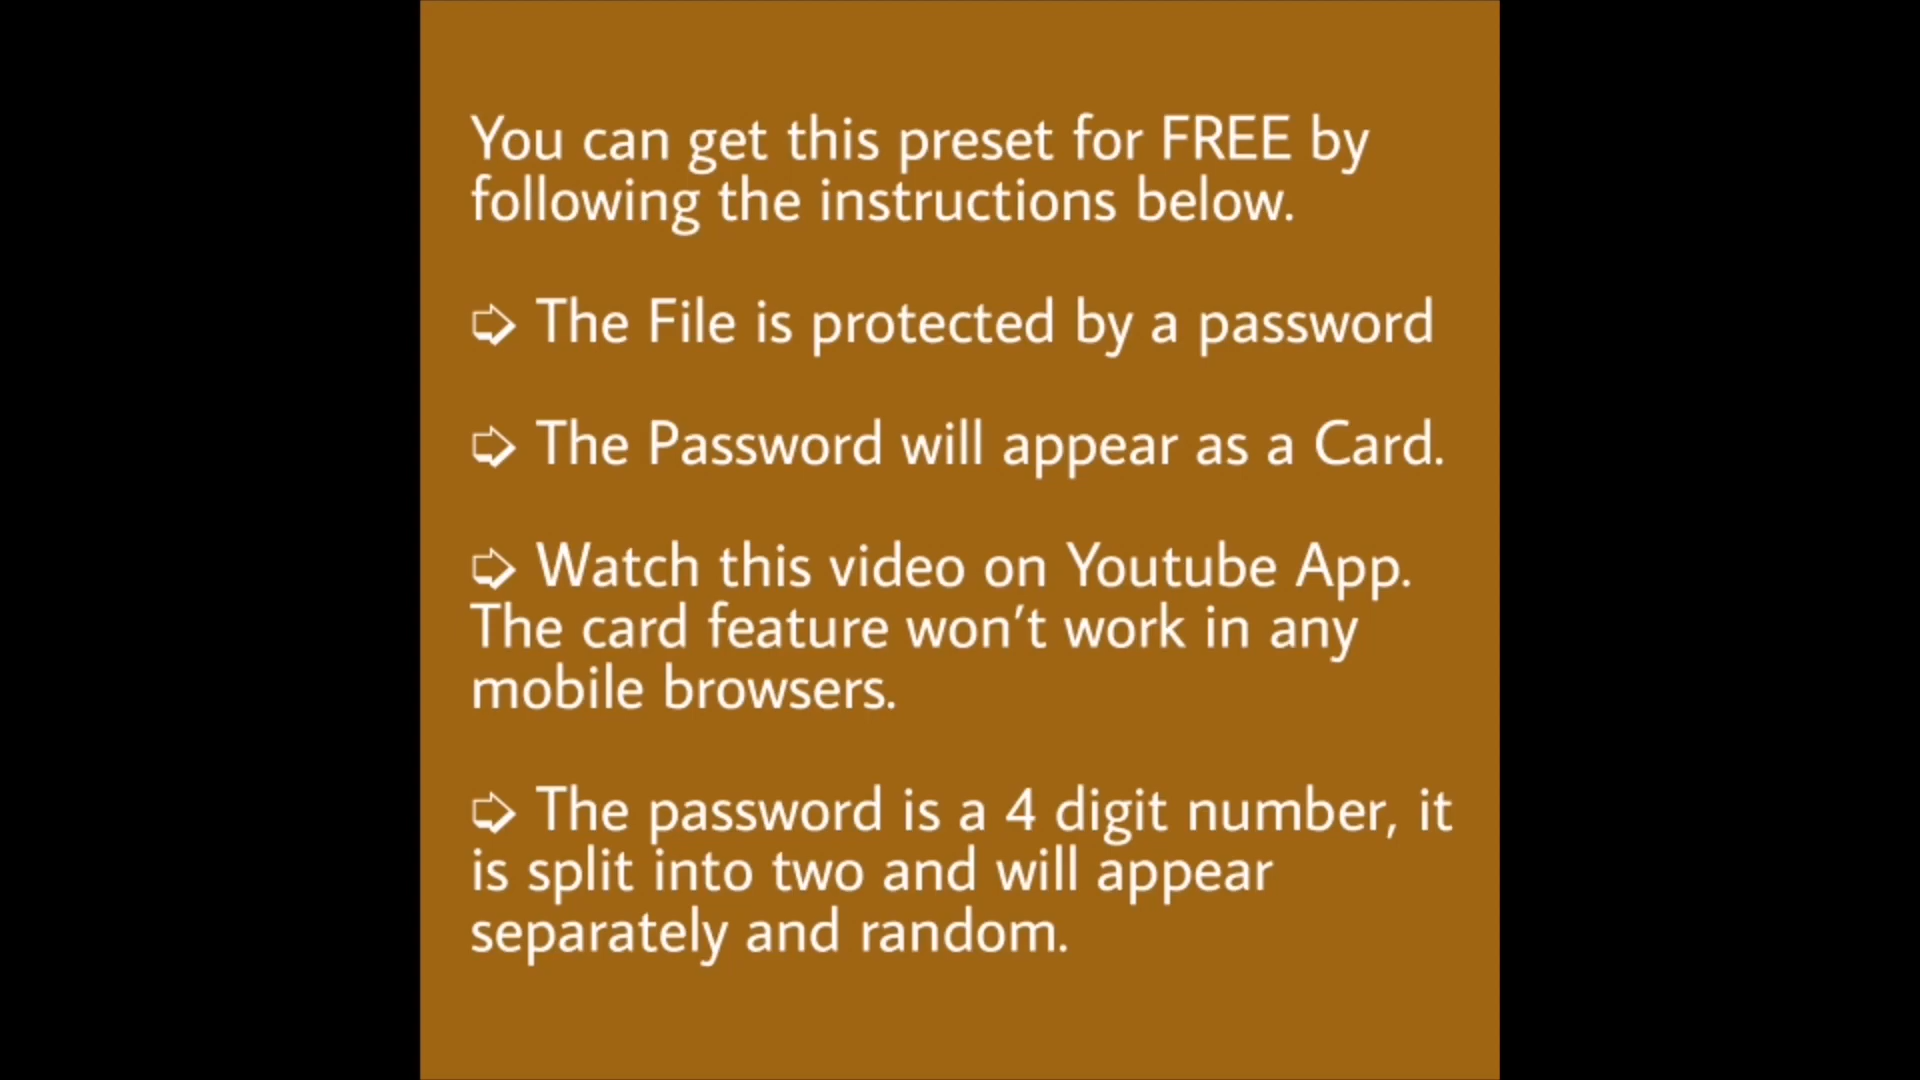 You can get this preset for FREE by
following the instructions below.
➩ The File is protected by a password
➩ The Password will appear as a Card.
➩ Watch this video on Youtube App.
The card feature won't work in any
mobile browsers.
➩ The password is a 4 digit number, it
is split into two and will appear
separately and random.